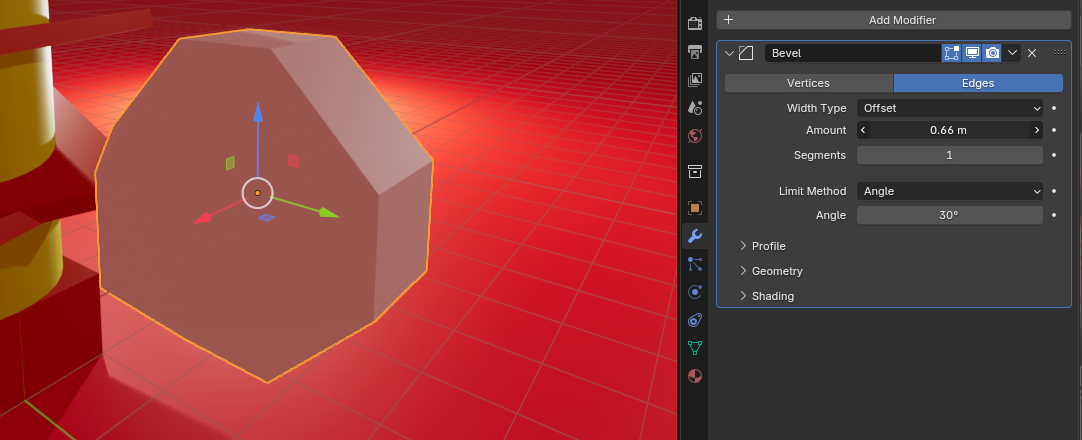 Add Modifier
Bevel
Vertices Edges
Width Type Offset
Amount 0.66 m
Segments 1
Limit Method Angle
Angle 30°
Profile
Geometry
Shading